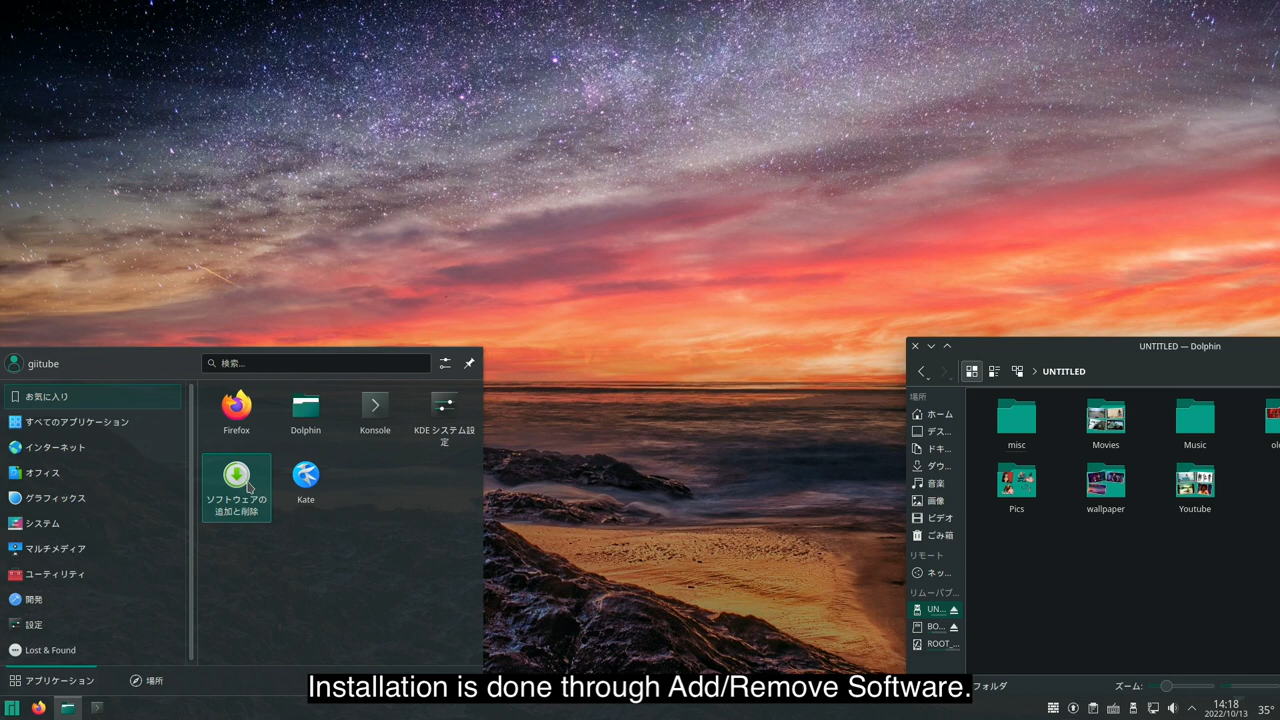 giitube
検索...
お気に入り
すべてのアプリケーション
インターネット
オフィス
グラフィックス
システム
マルチメディア
ユーティリティ
開発
設定
Lost & Found
Firefox
Dolphin
Konsole
KDE システム設
定
ソフトウェアの
追加と削除
Kate
アプリケーション
場所
UNTITLED — Dolphin
UNTITLED
場所
ホーム
デス...
ドキ...
ダウ...
音楽
画像
ビデオ
ごみ箱
リモート
ネッ...
リムーバブ...
UN...
BO...
ROOT_...
misc
Movies
Music
old
Pics
wallpaper
Youtube
フォルダ
ズーム:
Installation is done through Add/Remove Software.
14:18
2022/10/13
35°